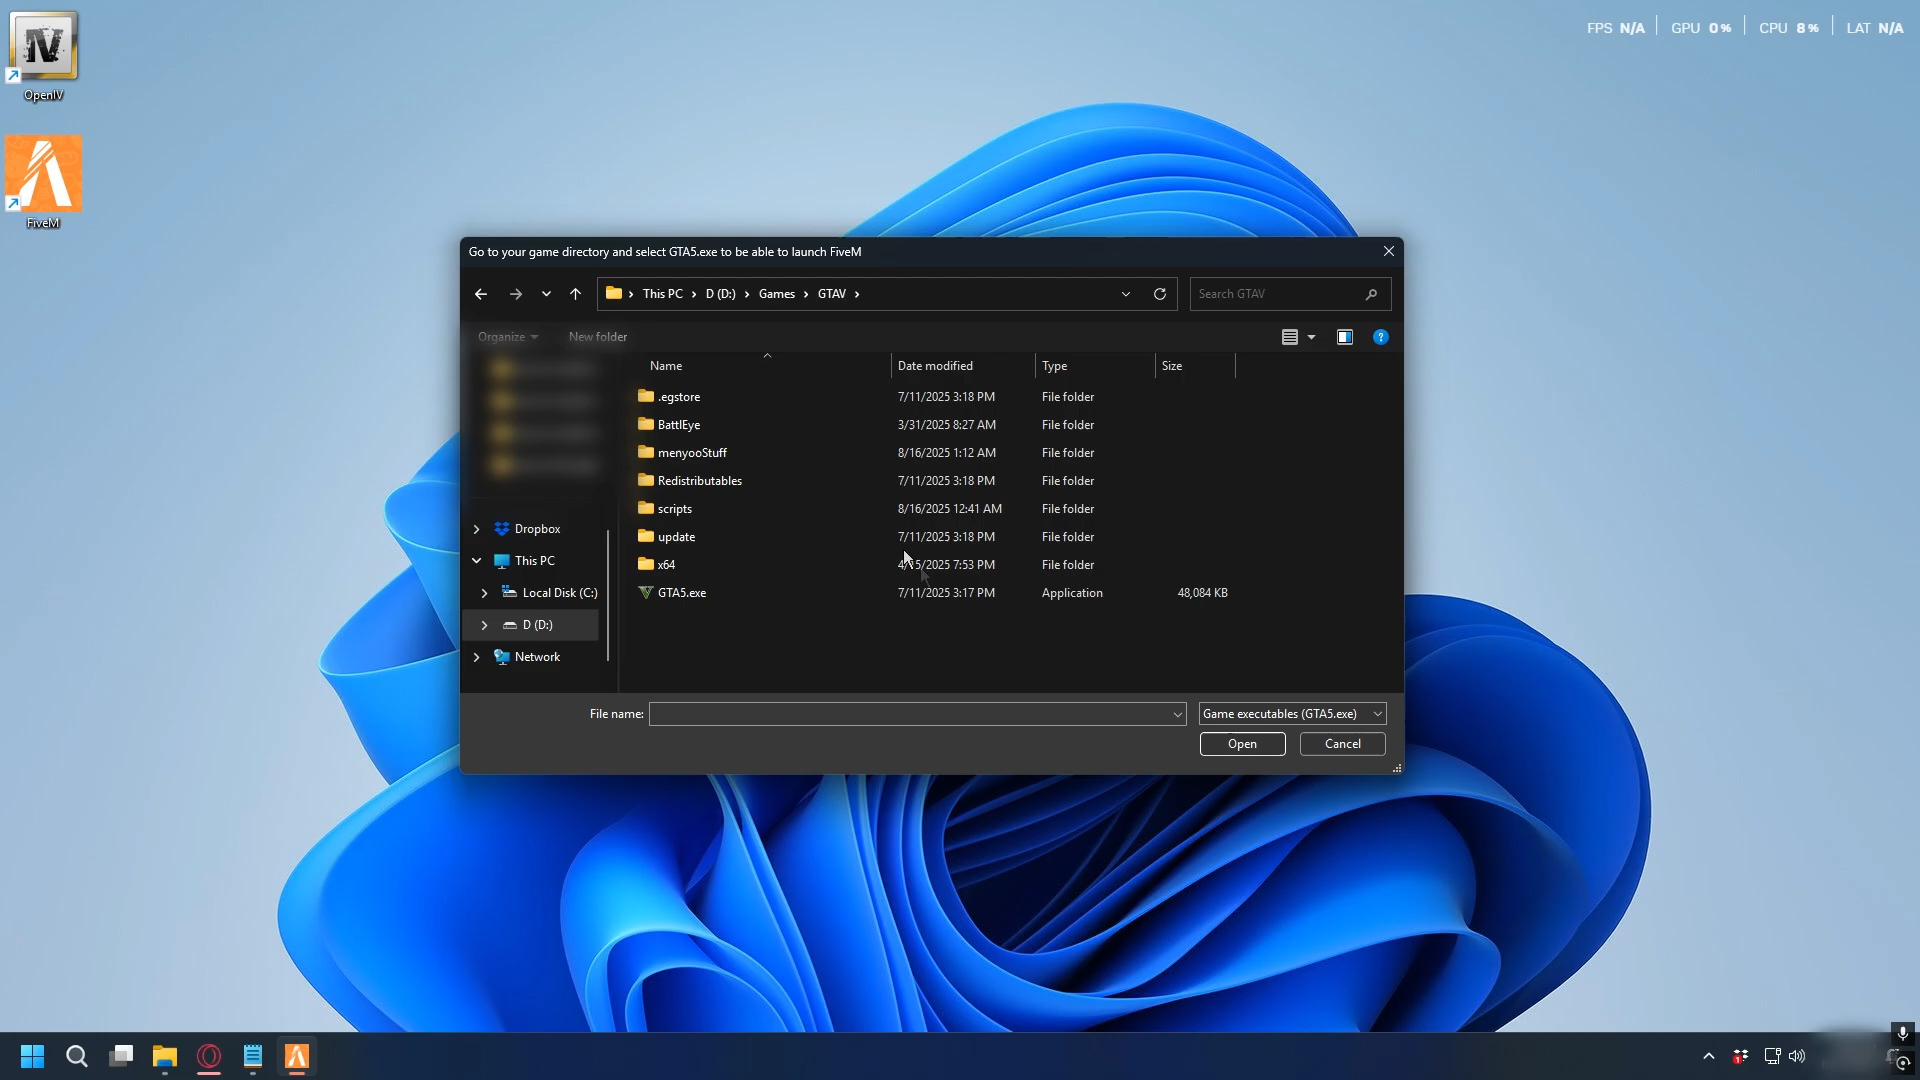 FPS N/A GPU 0% CPU 8% LAT N/A
OpenIV
FiveM
Go to your game directory and select GTA5.exe to be able to launch FiveM
This PC > D (D:) > Games > GTAV >
Search GTAV
Organize
New folder
Name Date modified Type Size
.egstore 7/11/2025 3:18 PM File folder
BattlEye 3/31/2025 8:27 AM File folder
menyooStuff 8/16/2025 1:12 AM File folder
Redistributables 7/11/2025 3:18 PM File folder
scripts 8/16/2025 12:41 AM File folder
update 7/11/2025 3:18 PM File folder
x64 7:53 PM File folder
GTA5.exe 7/11/2025 3:17 PM Application 48,084 KB
Dropbox
This PC
Local Disk (C:)
D (D:)
Network
File name:
Game executables (GTA5.exe)
Open
Cancel